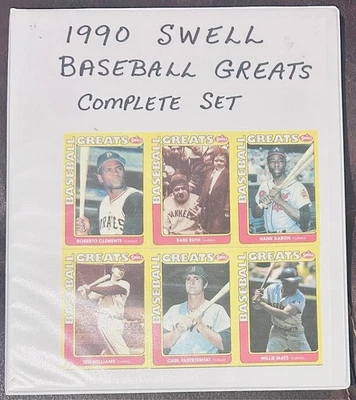 1990 SWELL
BASEBALL GREATS
COMPLETE SET
BASEBALL GREATS
ROBERTO CLEMENTE
BASEBALL GREATS
YANKEES
BABE RUTH
BASEBALL GREATS
HANK AARON
BASEBALL GREATS
TED WILLIAMS
BASEBALL GREATS
CARL YASTRZEMSKI
BASEBALL GREATS
WILLIE MAYS